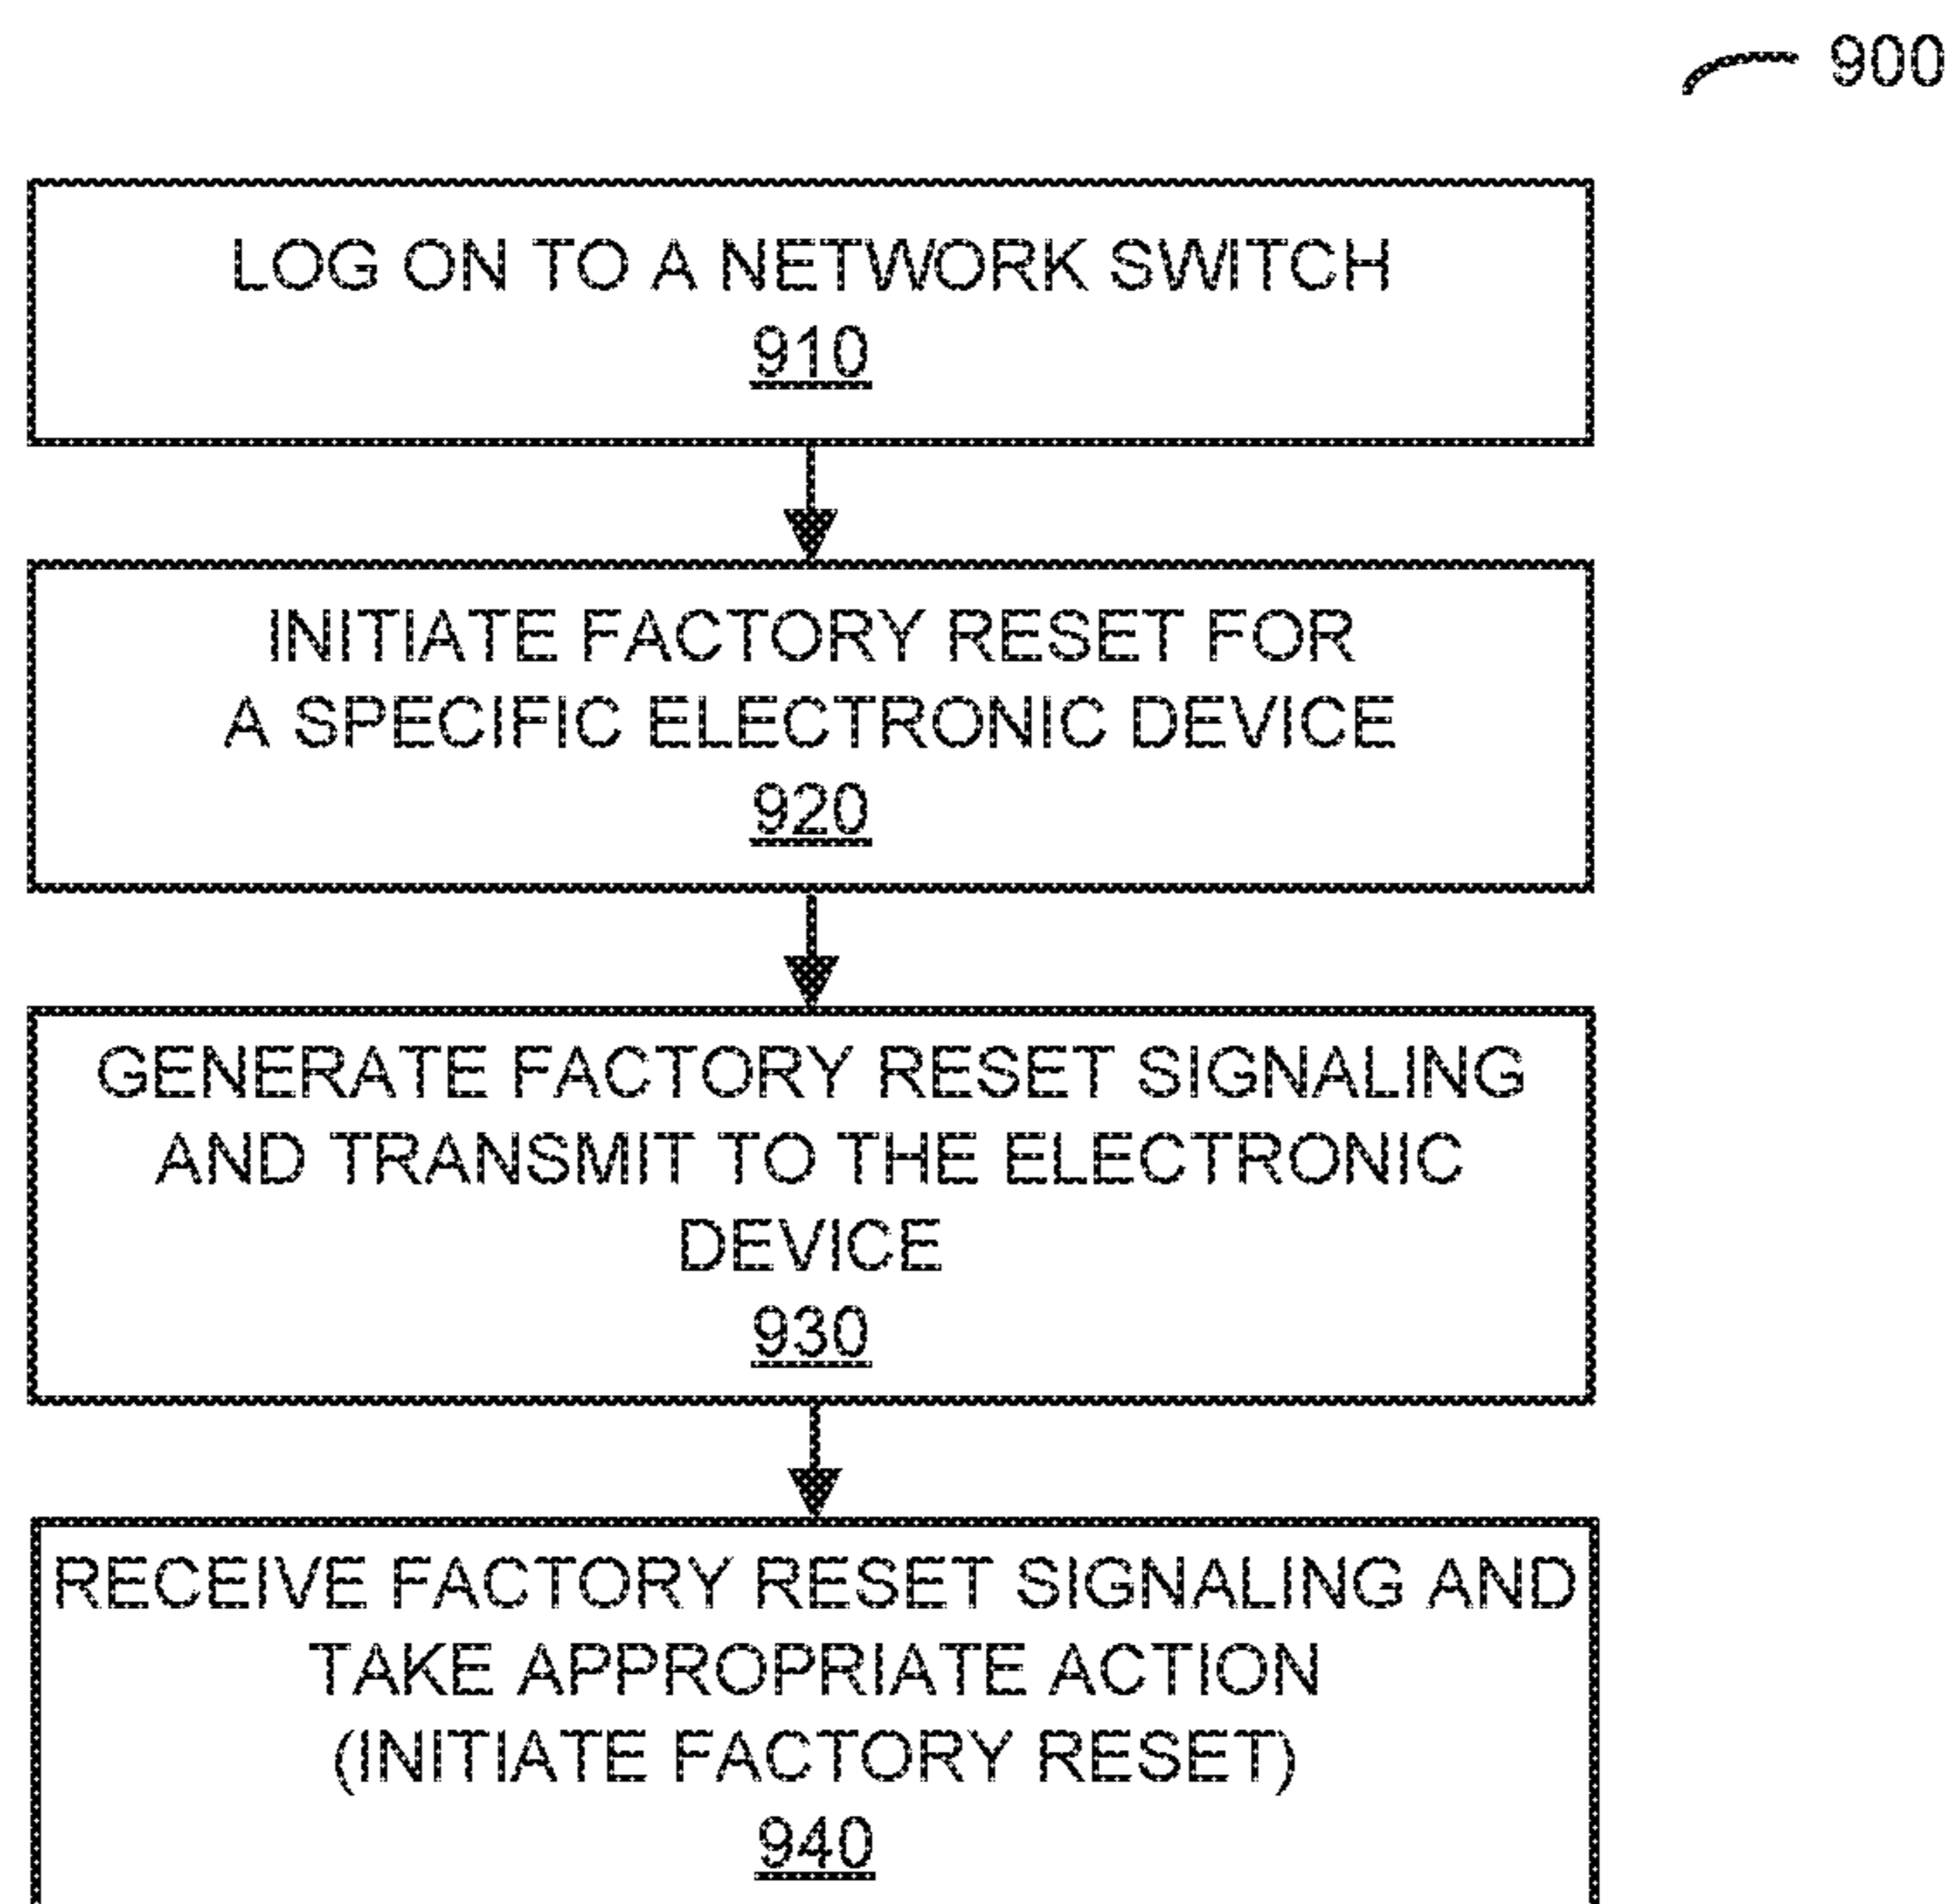 900
LOG ON TO A NETWORK SWITCH
910
INITIATE FACTORY RESET FOR
A SPECIFIC ELECTRONIC DEVICE
920
GENERATE FACTORY RESET SIGNALING
AND TRANSMIT TO THE ELECTRONIC
DEVICE
930
RECEIVE FACTORY RESET SIGNALING AND
TAKE APPROPRIATE ACTION
(INITIATE FACTORY RESET)
940